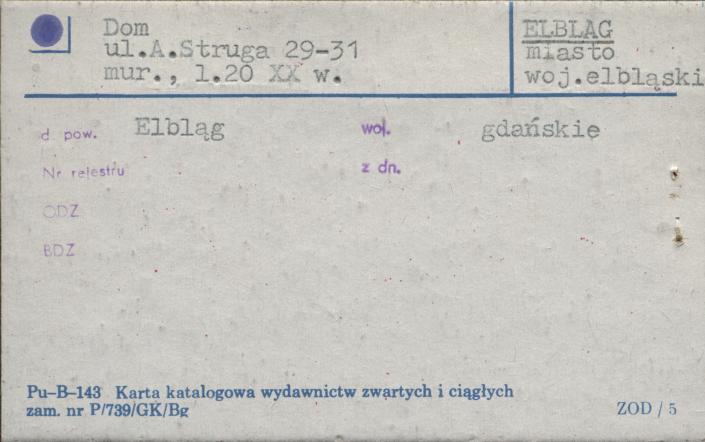 Dom
ul.A.Struga 29-31
mur., l.20 XX w.
ELBLĄG
miasto
woj.elbląski
d pow. Elbląg woj. gdańskie
Nr rejestru z dn.
ODZ
BDZ
Pu-B-143 Karta katalogowa wydawnictw zwartych i ciągłych
zam. nr P/739/GK/Bg
ZOD / 5